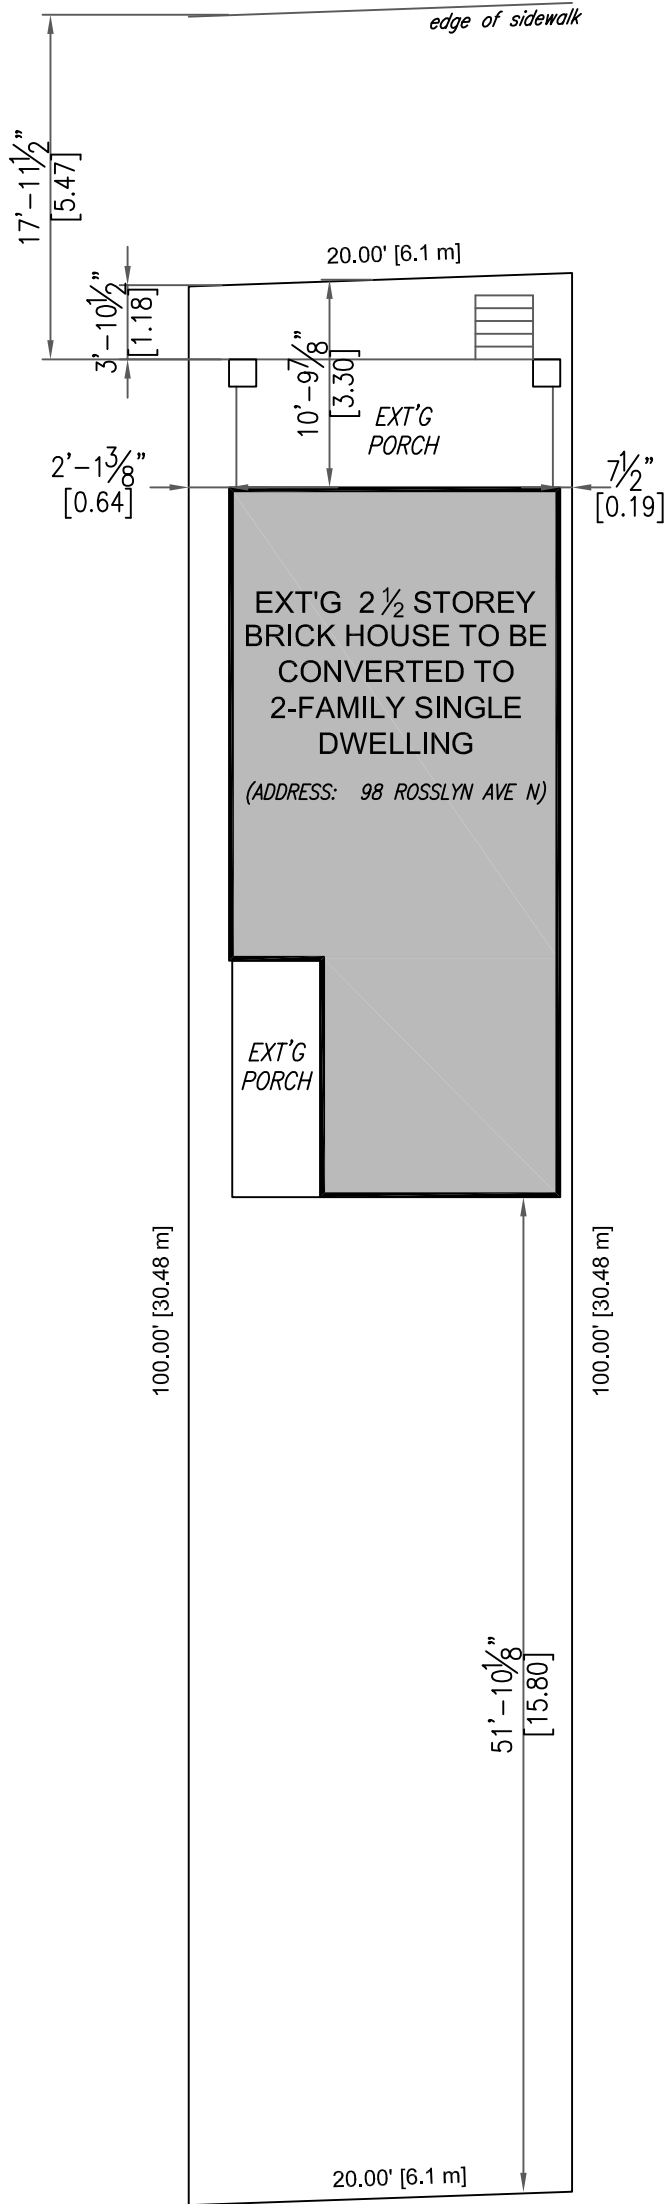 edge of sidewalk
17'-11½"
[5.47]
20.00' [6.1 m]
3'-10½"
[1.18]
10'-9⅞"
[3.30]
EXT'G
PORCH
2'-1⅜"
[0.64]
7½"
[0.19]
EXT'G 2 ½ STOREY
BRICK HOUSE TO BE
CONVERTED TO
2-FAMILY SINGLE
DWELLING
(ADDRESS: 98 ROSSLYN AVE N)
EXT'G
PORCH
100.00' [30.48 m]
100.00' [30.48 m]
51'-10⅛"
[15.80]
20.00' [6.1 m]